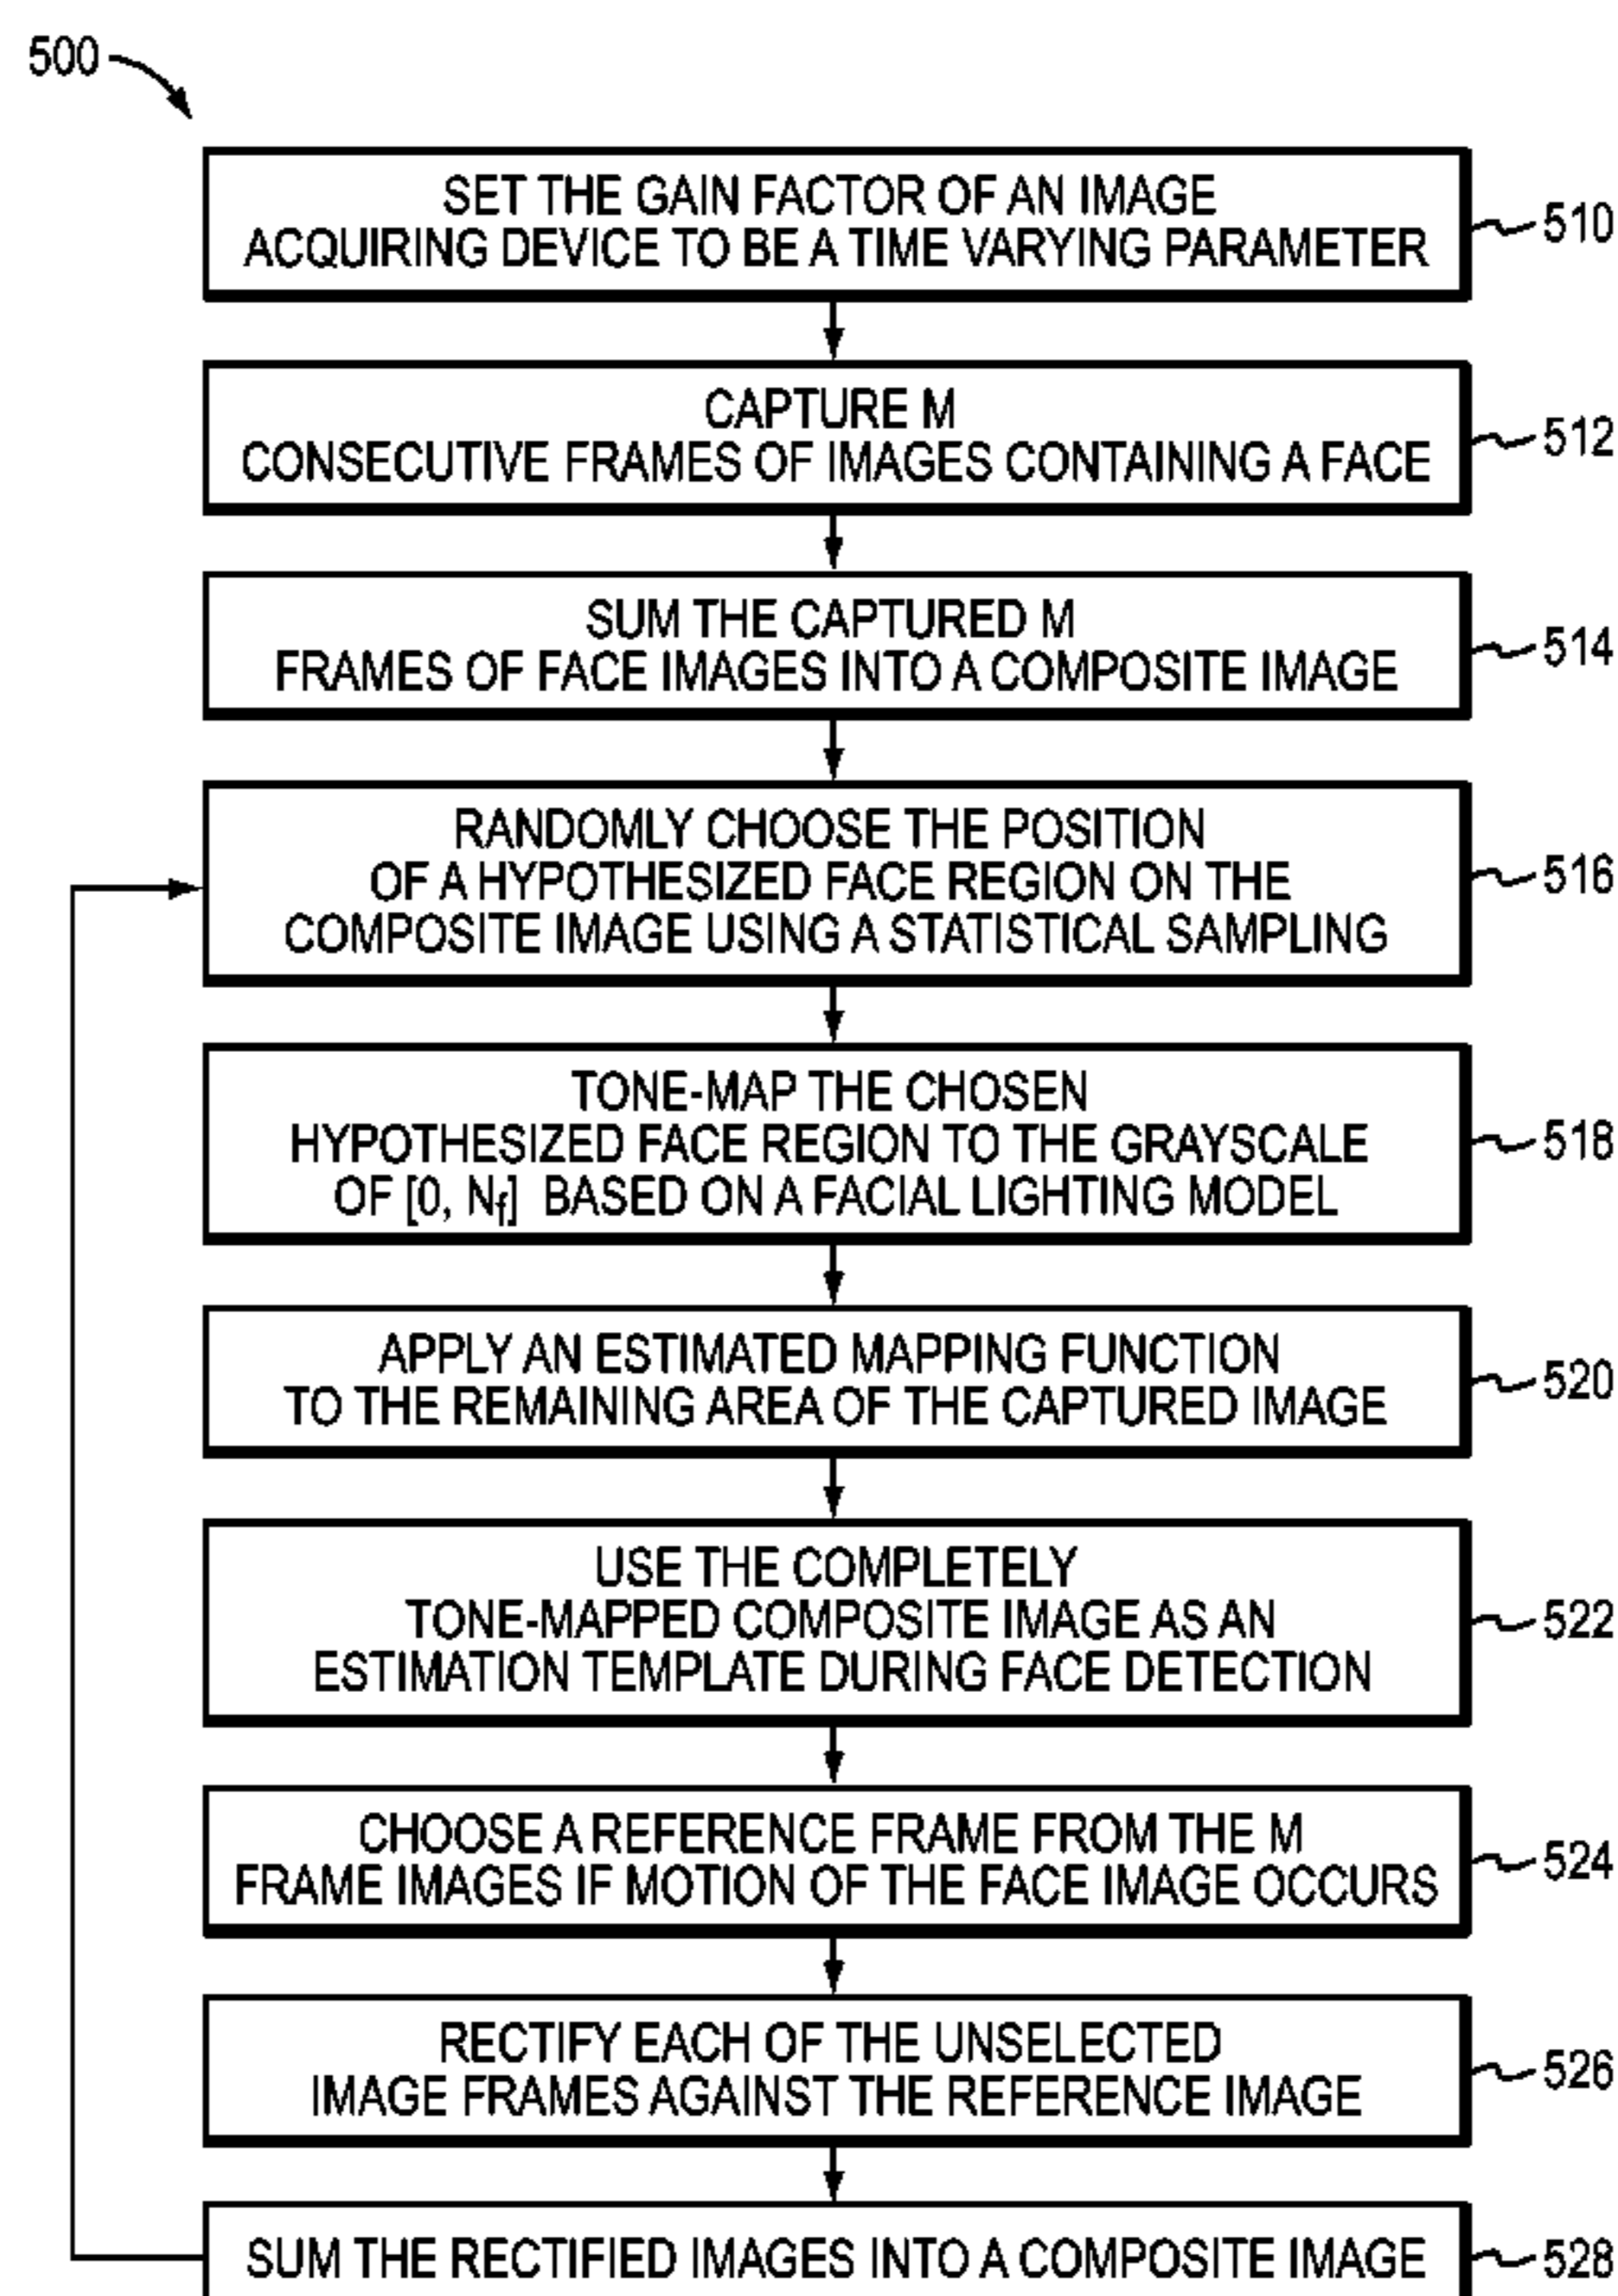 500
SET THE GAIN FACTOR OF AN IMAGE
ACQUIRING DEVICE TO BE A TIME VARYING PARAMETER
510
CAPTURE M
CONSECUTIVE FRAMES OF IMAGES CONTAINING A FACE
512
SUM THE CAPTURED M
FRAMES OF FACE IMAGES INTO A COMPOSITE IMAGE
514
RANDOMLY CHOOSE THE POSITION
OF A HYPOTHESIZED FACE REGION ON THE
COMPOSITE IMAGE USING A STATISTICAL SAMPLING
516
TONE-MAP THE CHOSEN
HYPOTHESIZED FACE REGION TO THE GRAYSCALE
OF [0, Nf] BASED ON A FACIAL LIGHTING MODEL
518
APPLY AN ESTIMATED MAPPING FUNCTION
TO THE REMAINING AREA OF THE CAPTURED IMAGE
520
USE THE COMPLETELY
TONE-MAPPED COMPOSITE IMAGE AS AN
ESTIMATION TEMPLATE DURING FACE DETECTION
522
CHOOSE A REFERENCE FRAME FROM THE M
FRAME IMAGES IF MOTION OF THE FACE IMAGE OCCURS
524
RECTIFY EACH OF THE UNSELECTED
IMAGE FRAMES AGAINST THE REFERENCE IMAGE
526
SUM THE RECTIFIED IMAGES INTO A COMPOSITE IMAGE
528